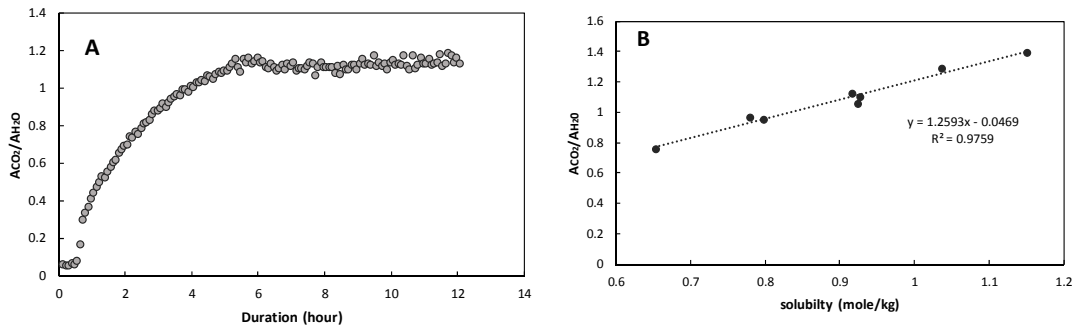 A
1.4
1.2
1
0.8
0.6
0.4
0.2
0
0 2 4 6 8 10 12 14
Duration (hour)
ACO2/AH2O
B
1.6
1.4
1.2
1
0.8
0.6
0.4
0.2
0
0.6 0.7 0.8 0.9 1 1.1 1.2
solubilty (mole/kg)
ACO2/AH2O
y = 1.2593x - 0.0469
R² = 0.9759